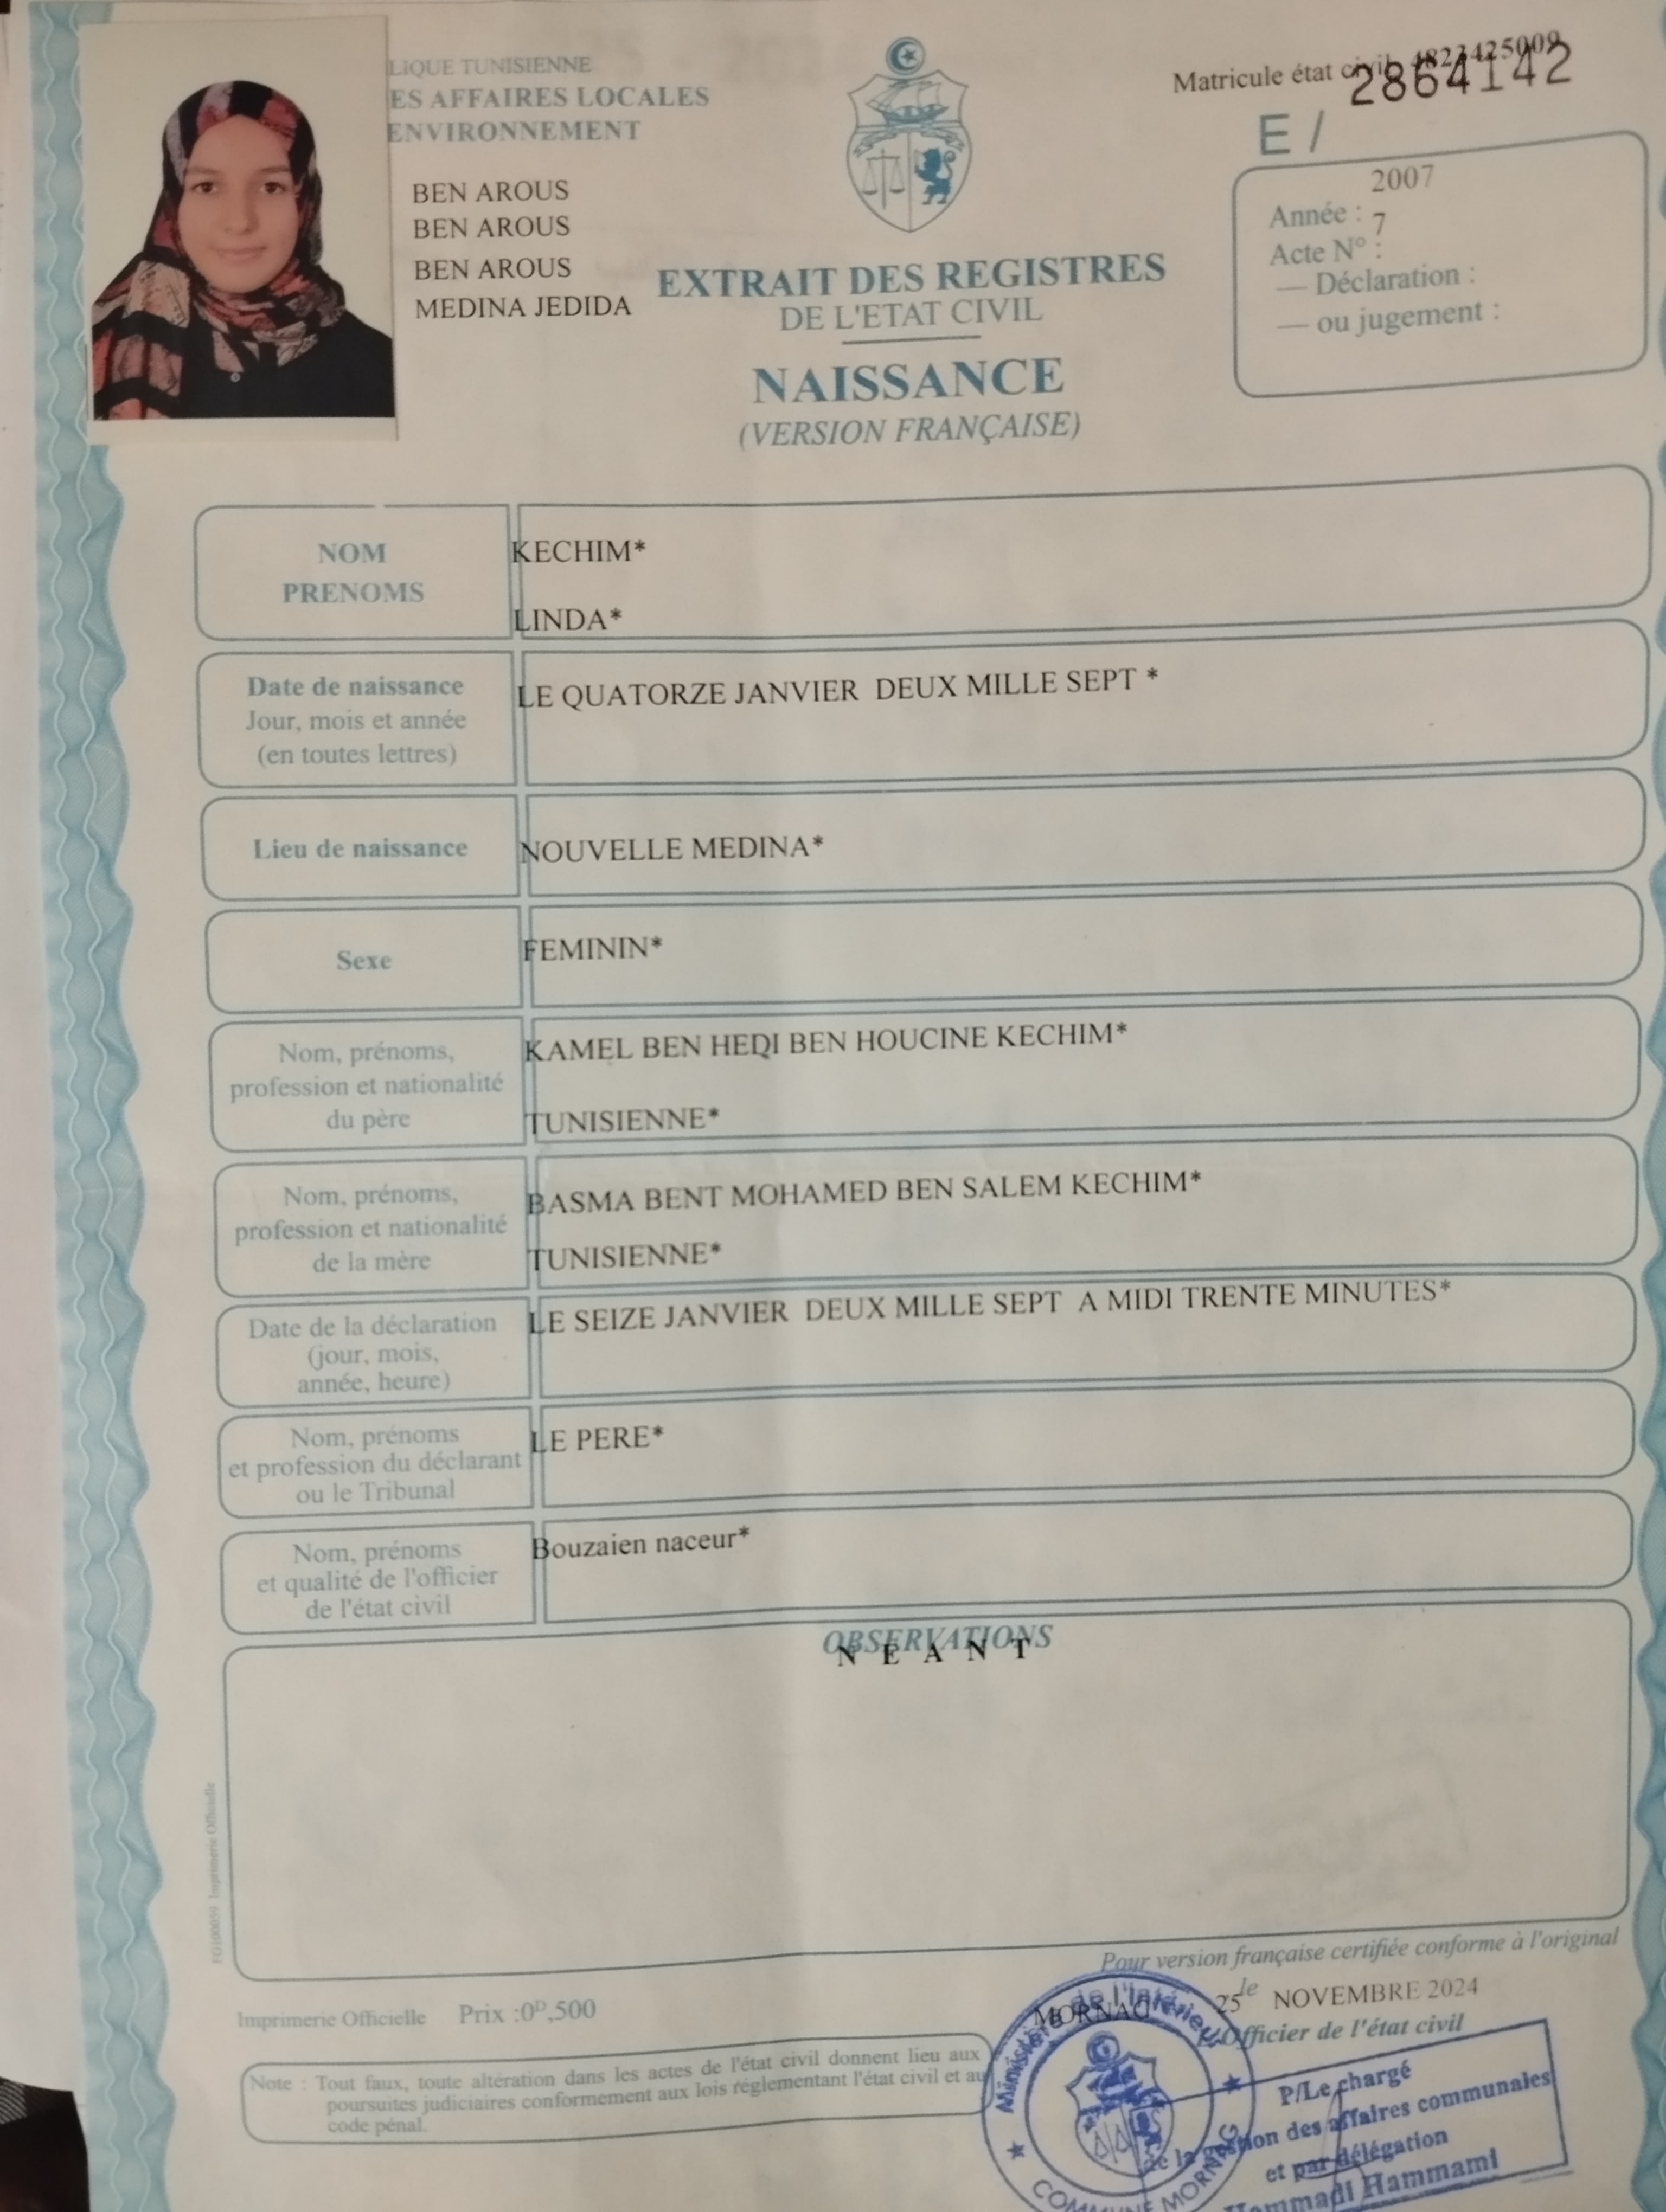 LIQUE TUNISIENNE
ES AFFAIRES LOCALES
ENVIRONNEMENT
BEN AROUS
BEN AROUS
BEN AROUS
MEDINA JEDIDA
EXTRAIT DES REGISTRES
DE L'ETAT CIVIL
NAISSANCE
(VERSION FRANÇAISE)
Matricule état civil 4823425009
2864142
E /
2007
Année :
7
Acte N° :
— Déclaration :
— ou jugement :
NOM
PRENOMS
KECHIM*
LINDA*
Date de naissance
Jour, mois et année
(en toutes lettres)
LE QUATORZE JANVIER DEUX MILLE SEPT *
Lieu de naissance
NOUVELLE MEDINA*
Sexe
FEMININ*
Nom, prénoms,
profession et nationalité
du père
KAMEL BEN HEDI BEN HOUCINE KECHIM*
TUNISIENNE*
Nom, prénoms,
profession et nationalité
de la mère
BASMA BENT MOHAMED BEN SALEM KECHIM*
TUNISIENNE*
Date de la déclaration
(jour, mois,
année, heure)
LE SEIZE JANVIER DEUX MILLE SEPT A MIDI TRENTE MINUTES*
Nom, prénoms
et profession du déclarant
ou le Tribunal
LE PERE*
Nom, prénoms
et qualité de l'officier
de l'état civil
Bouzaien naceur*
OBSERVATIONS
N E A N T
FG100059 Imprimerie Officielle
Pour version française certifiée conforme à l'original
MORNAG 25 le NOVEMBRE 2024
L'Officier de l'état civil
Imprimerie Officielle Prix :0ᴰ,500
Note : Tout faux, toute altération dans les actes de l'état civil donnent lieu aux
poursuites judiciaires conformement aux lois réglementant l'état civil et au
code pénal.
Ministère de l'Intérieur
COMMUNE MORNAG
P/Le chargé
de la gestion des affaires communales
et par délégation
Hammadi Hammami